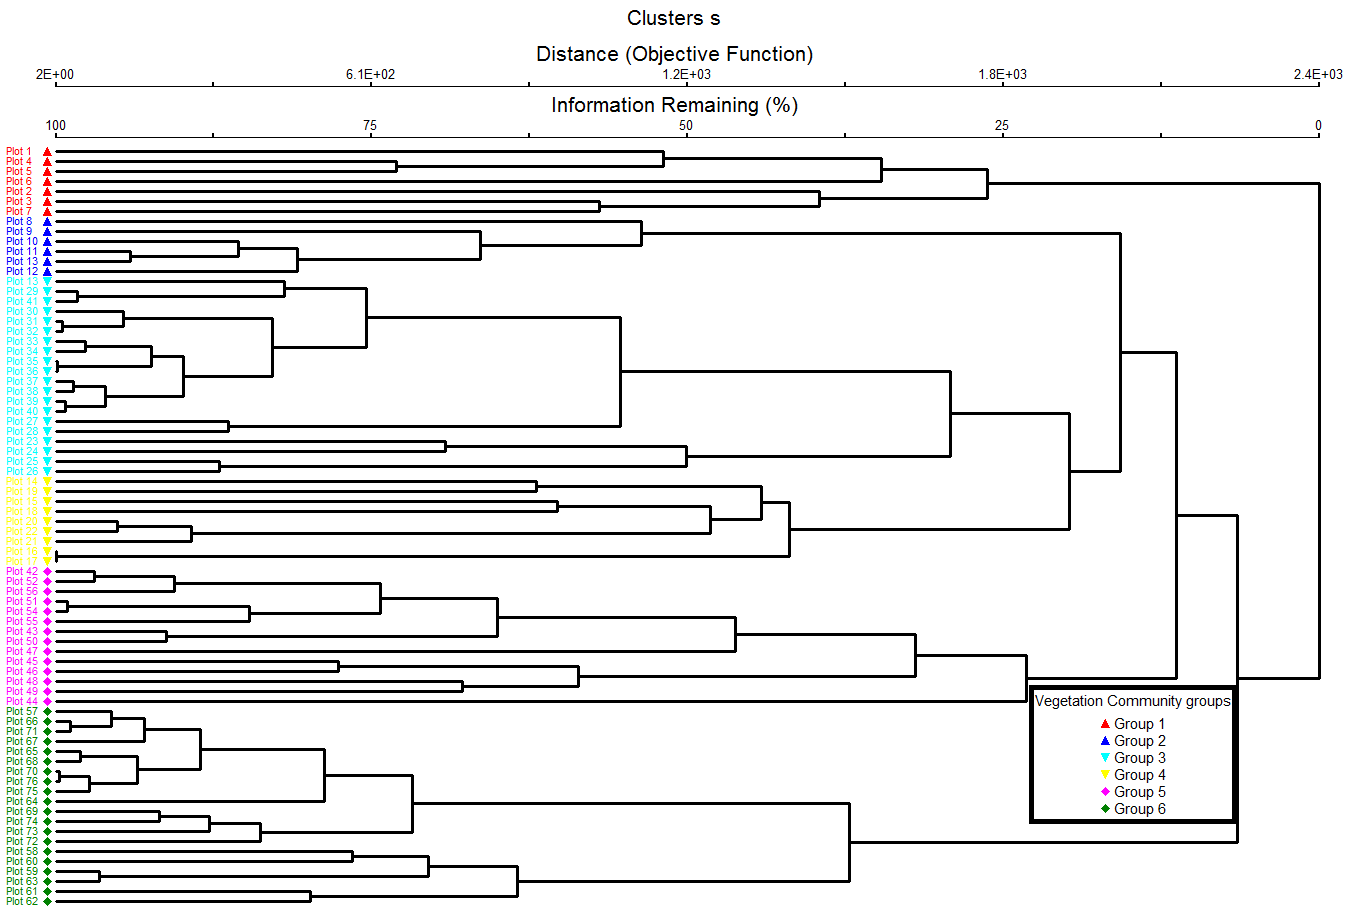 Clusters s
Distance (Objective Function)
2E+00 6.1E+02 1.2E+03 1.8E+03 2.4E+03
Information Remaining (%)
100 75 50 25 0
Plot 1
Plot 4
Plot 5
Plot 6
Plot 2
Plot 3
Plot 7
Plot 8
Plot 9
Plot 10
Plot 11
Plot 13
Plot 12
Plot 13
Plot 29
Plot 41
Plot 30
Plot 31
Plot 32
Plot 33
Plot 34
Plot 35
Plot 36
Plot 37
Plot 38
Plot 39
Plot 40
Plot 27
Plot 28
Plot 23
Plot 24
Plot 25
Plot 26
Plot 14
Plot 19
Plot 15
Plot 18
Plot 20
Plot 22
Plot 21
Plot 16
Plot 17
Plot 42
Plot 52
Plot 56
Plot 51
Plot 54
Plot 55
Plot 43
Plot 50
Plot 47
Plot 45
Plot 46
Plot 48
Plot 49
Plot 44
Plot 57
Plot 66
Plot 71
Plot 67
Plot 65
Plot 68
Plot 70
Plot 76
Plot 75
Plot 64
Plot 69
Plot 74
Plot 73
Plot 72
Plot 58
Plot 60
Plot 59
Plot 63
Plot 61
Plot 62
Vegetation Community groups
Group 1
Group 2
Group 3
Group 4
Group 5
Group 6